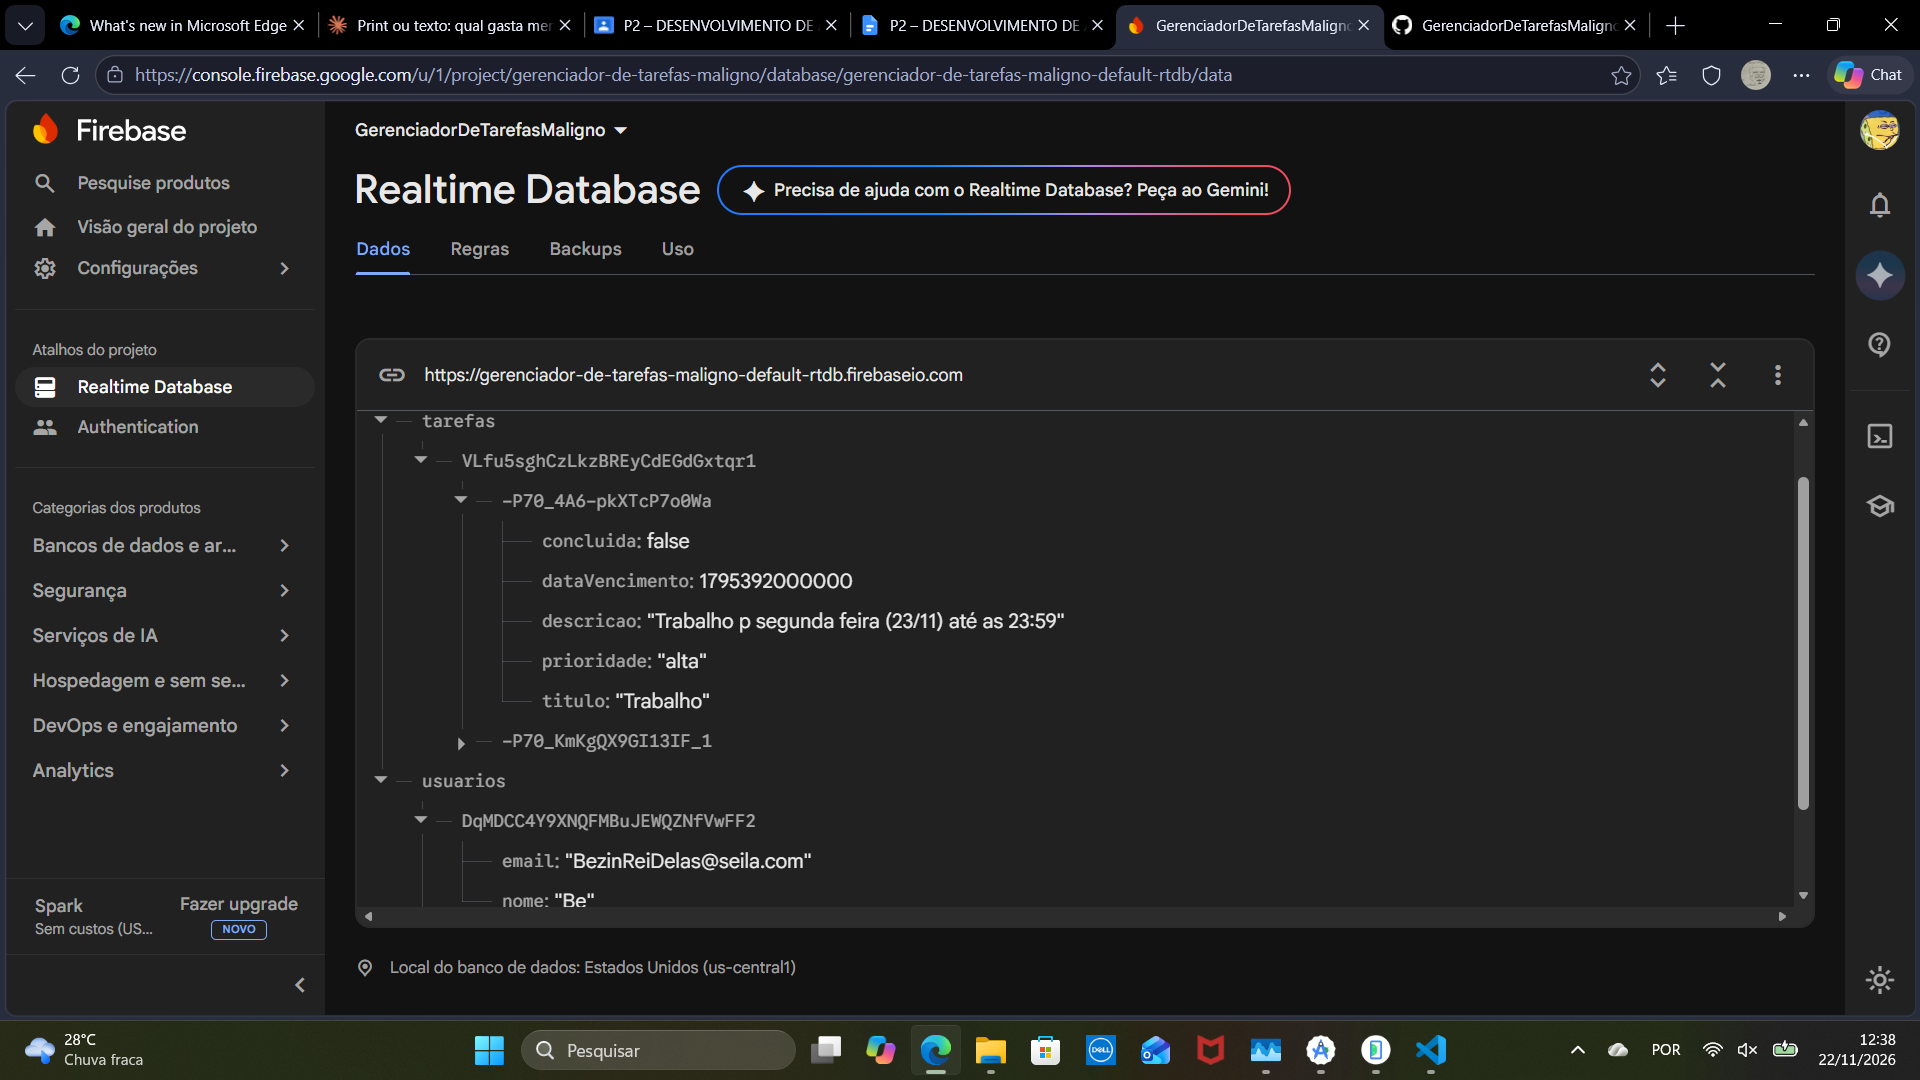 What's new in Microsoft Edge
Print ou texto: qual gasta mer
P2 – DESENVOLVIMENTO DE
P2 – DESENVOLVIMENTO DE
GerenciadorDeTarefasMaligno
GerenciadorDeTarefasMaligno
https://console.firebase.google.com/u/1/project/gerenciador-de-tarefas-maligno/database/gerenciador-de-tarefas-maligno-default-rtdb/data
Chat
Firebase
Pesquise produtos
Visão geral do projeto
Configurações
Atalhos do projeto
Realtime Database
Authentication
Categorias dos produtos
Bancos de dados e ar...
Segurança
Serviços de IA
Hospedagem e sem se...
DevOps e engajamento
Analytics
Spark
Sem custos (US...
Fazer upgrade
NOVO
GerenciadorDeTarefasMaligno
Realtime Database
Precisa de ajuda com o Realtime Database? Peça ao Gemini!
Dados
Regras
Backups
Uso
https://gerenciador-de-tarefas-maligno-default-rtdb.firebaseio.com
tarefas
VLfu5sghCzLkzBREyCdEGdGxtqr1
-P70_4A6-pkXTcP7o0Wa
concluida: false
dataVencimento: 1795392000000
descricao: "Trabalho p segunda feira (23/11) até as 23:59"
prioridade: "alta"
titulo: "Trabalho"
-P70_KmKgQX9GI13IF_1
usuarios
DqMDCC4Y9XNQFMBuJEWQZNfVwFF2
email: "BezinReiDelas@seila.com"
nome: "Be"
Local do banco de dados: Estados Unidos (us-central1)
28°C
Chuva fraca
Pesquisar
DELL
POR
12:38
22/11/2026